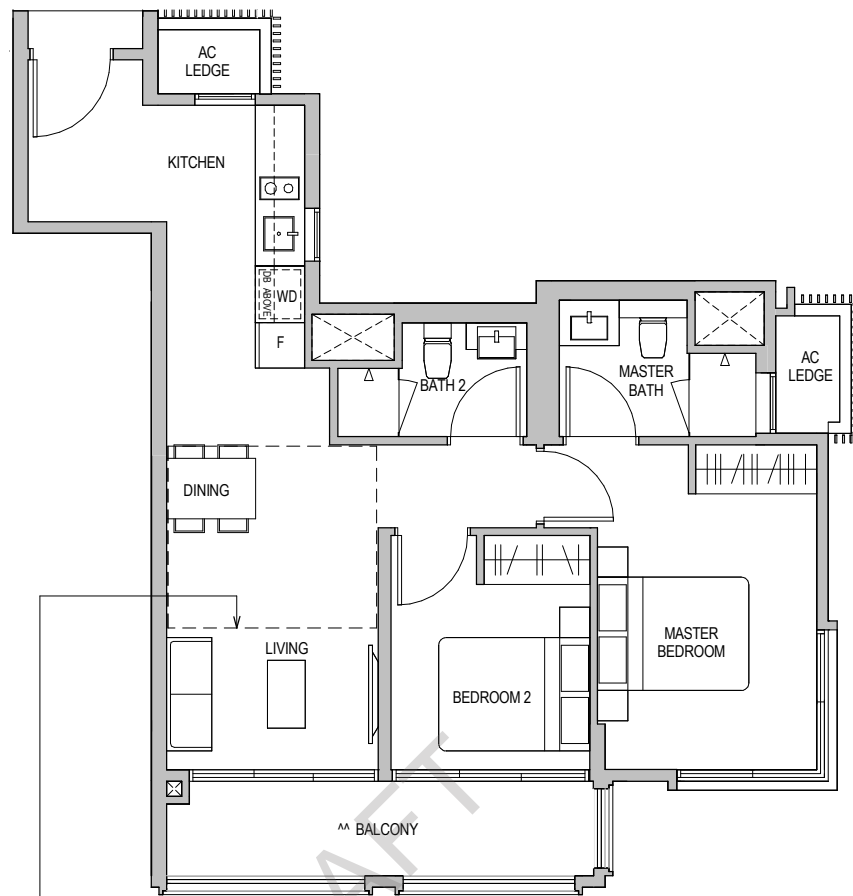 AC
LEDGE
KITCHEN
DB ABOVE
WD
F
BATH 2
MASTER
BATH
AC
LEDGE
DINING
LIVING
MASTER
BEDROOM
BEDROOM 2
^^ BALCONY
AFT